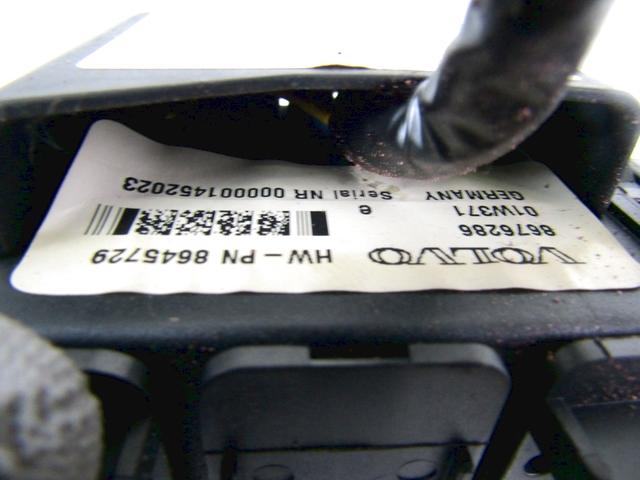 VOLVO
HW - PN 8645729
8676286
01W371 e
GERMANY Serial NR 000001452023